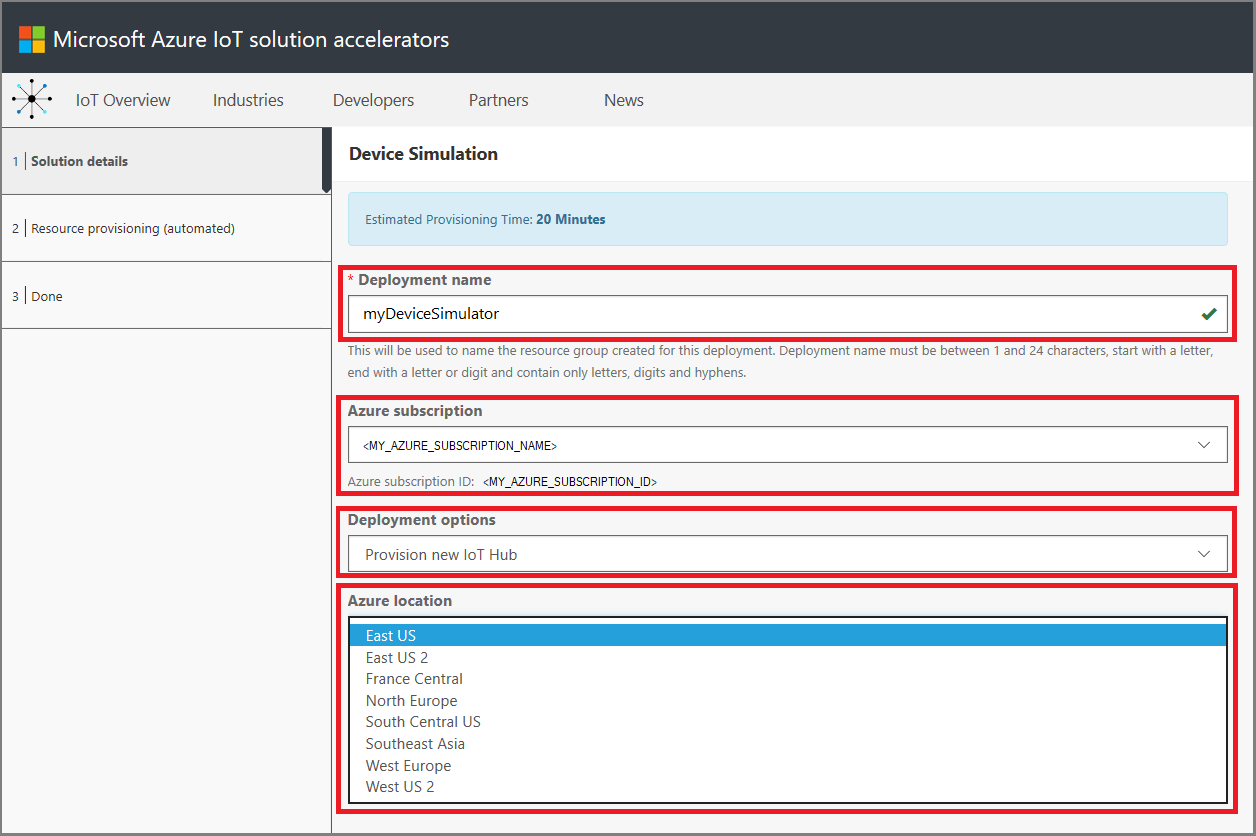 Microsoft Azure IoT solution accelerators
IoT Overview Industries Developers Partners News
1 Solution details
2 Resource provisioning (automated)
3 Done
Device Simulation
Estimated Provisioning Time: 20 Minutes
* Deployment name
myDeviceSimulator
This will be used to name the resource group created for this deployment. Deployment name must be between 1 and 24 characters, start with a letter,
end with a letter or digit and contain only letters, digits and hyphens.
Azure subscription
<MY_AZURE_SUBSCRIPTION_NAME>
Azure subscription ID: <MY_AZURE_SUBSCRIPTION_ID>
Deployment options
Provision new IoT Hub
Azure location
East US
East US 2
France Central
North Europe
South Central US
Southeast Asia
West Europe
West US 2